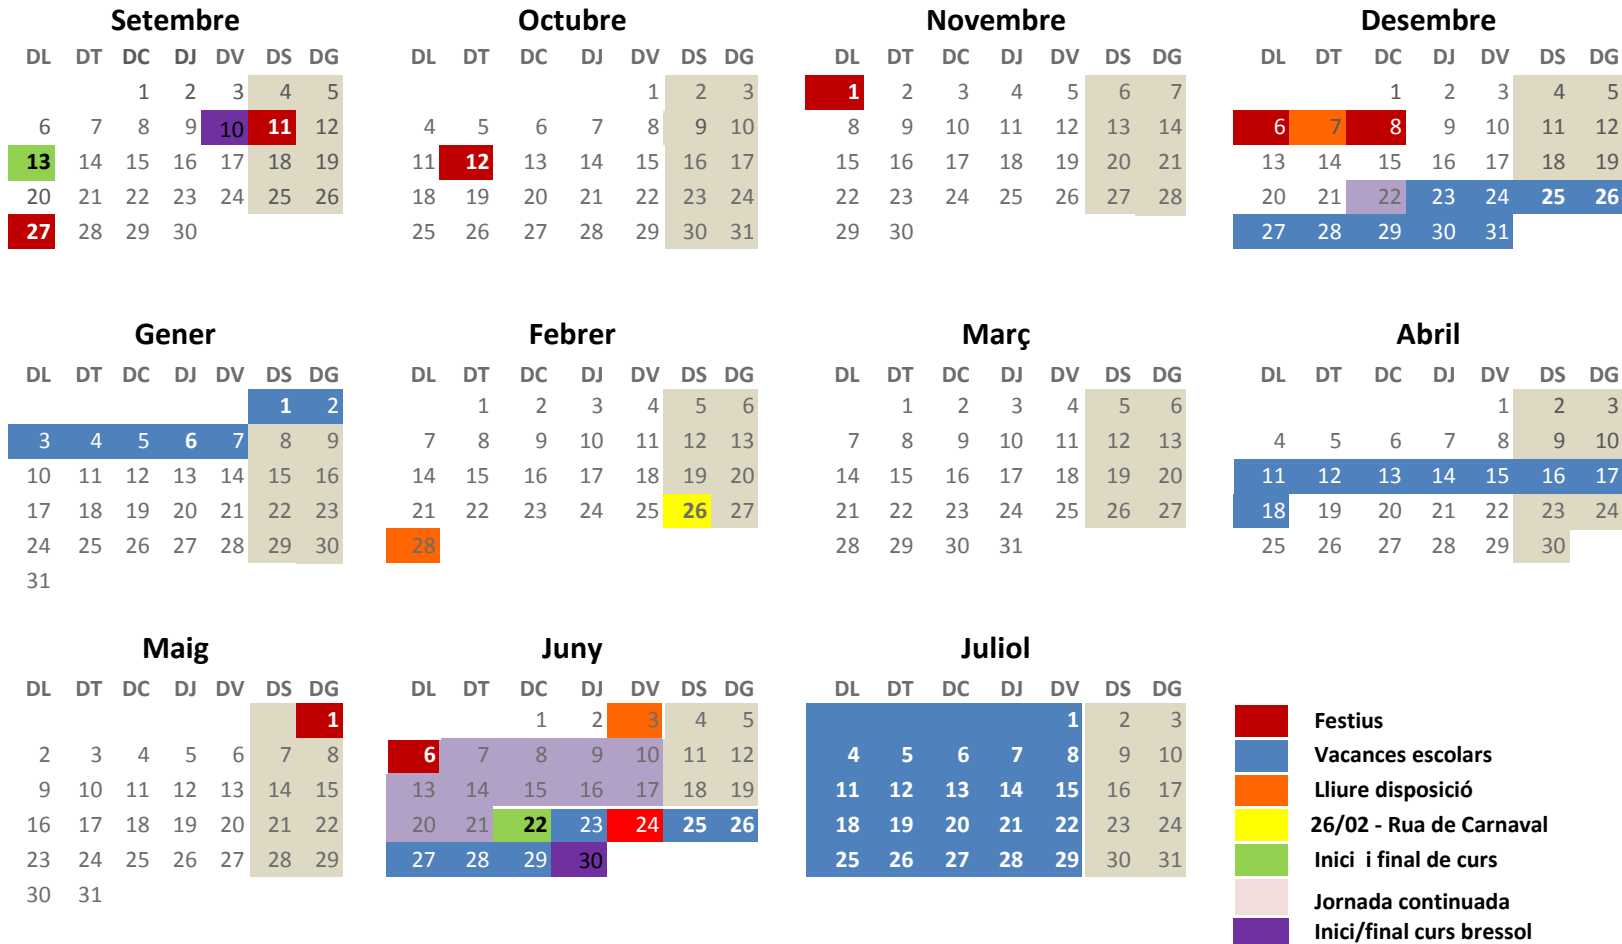 Setembre Octubre Novembre Desembre
DL DT DC DJ DV DS DG DL DT DC DJ DV DS DG DL DT DC DJ DV DS DG DL DT DC DJ DV DS DG
1 2 3 4 5 1 2 3 1 2 3 4 5 6 7 1 2 3 4 5
6 7 8 9 10 11 12 4 5 6 7 8 9 10 8 9 10 11 12 13 14 6 7 8 9 10 11 12
13 14 15 16 17 18 19 11 12 13 14 15 16 17 15 16 17 18 19 20 21 13 14 15 16 17 18 19
20 21 22 23 24 25 26 18 19 20 21 22 23 24 22 23 24 25 26 27 28 20 21 22 23 24 25 26
27 28 29 30 25 26 27 28 29 30 31 29 30 27 28 29 30 31
Gener Febrer Març Abril
DL DT DC DJ DV DS DG DL DT DC DJ DV DS DG DL DT DC DJ DV DS DG DL DT DC DJ DV DS DG
1 2 1 2 3 4 5 6 1 2 3 4 5 6 1 2 3
3 4 5 6 7 8 9 7 8 9 10 11 12 13 7 8 9 10 11 12 13 4 5 6 7 8 9 10
10 11 12 13 14 15 16 14 15 16 17 18 19 20 14 15 16 17 18 19 20 11 12 13 14 15 16 17
17 18 19 20 21 22 23 21 22 23 24 25 26 27 21 22 23 24 25 26 27 18 19 20 21 22 23 24
24 25 26 27 28 29 30 28 28 29 30 31 25 26 27 28 29 30
31
Maig Juny Juliol
DL DT DC DJ DV DS DG DL DT DC DJ DV DS DG DL DT DC DJ DV DS DG
1 1 2 3 4 5 1 2 3
2 3 4 5 6 7 8 6 7 8 9 10 11 12 4 5 6 7 8 9 10
9 10 11 12 13 14 15 13 14 15 16 17 18 19 11 12 13 14 15 16 17
16 17 18 19 20 21 22 20 21 22 23 24 25 26 18 19 20 21 22 23 24
23 24 25 26 27 28 29 27 28 29 30 25 26 27 28 29 30 31
30 31
Festius
Vacances escolars
Lliure disposició
26/02 - Rua de Carnaval
Inici i final de curs
Jornada continuada
Inici/final curs bressol